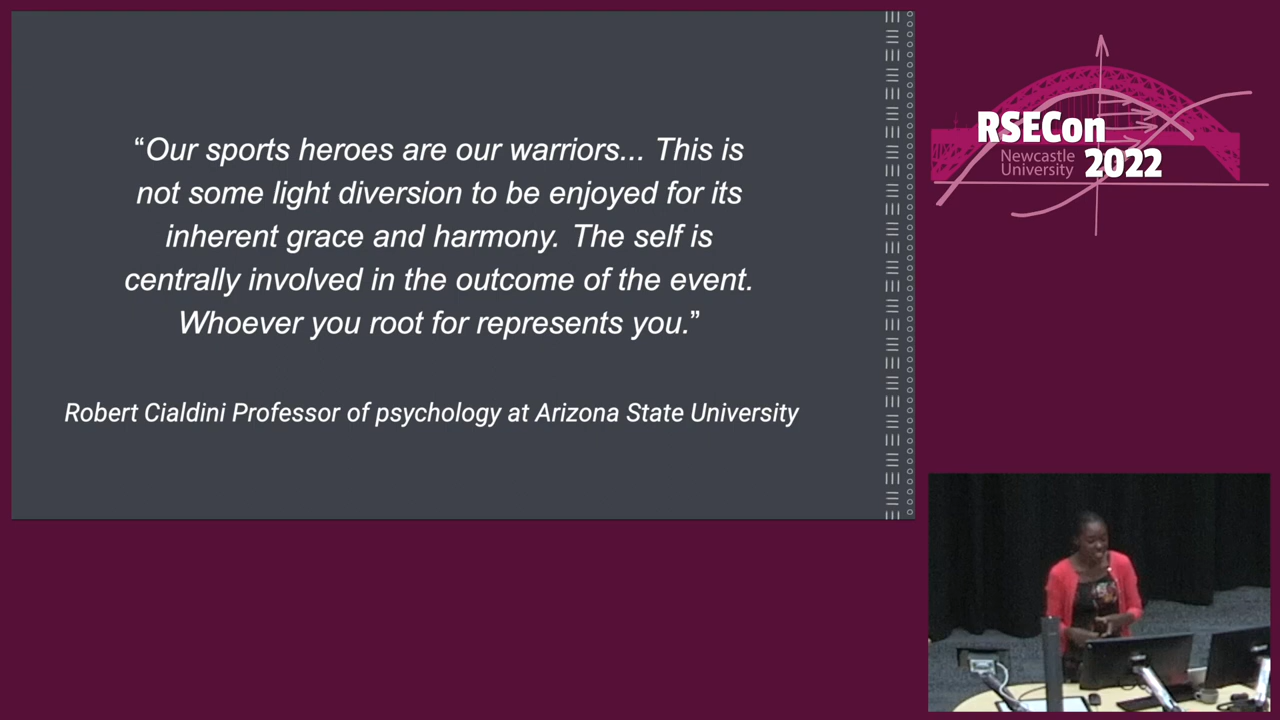 “Our sports heroes are our warriors... This is
not some light diversion to be enjoyed for its
inherent grace and harmony. The self is
centrally involved in the outcome of the event.
Whoever you root for represents you.”
Robert Cialdini Professor of psychology at Arizona State University
RSECon
Newcastle
University
2022